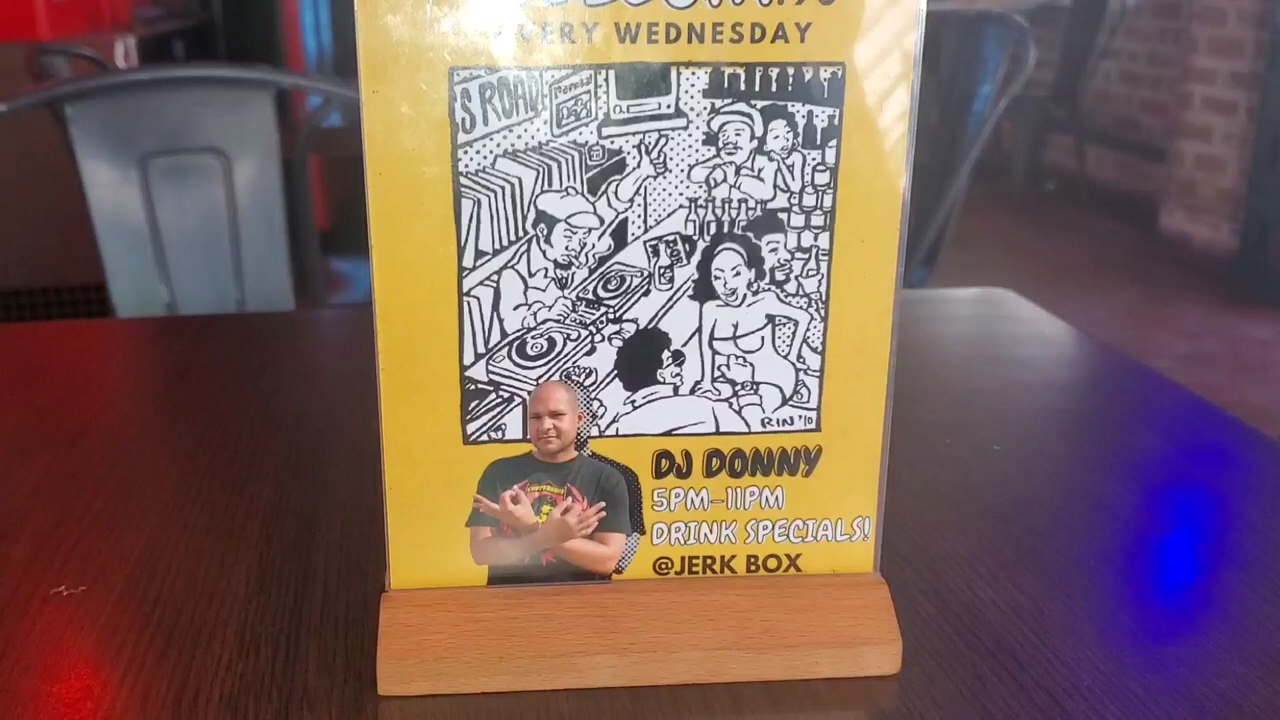 EVERY WEDNESDAY
S ROAD
RIN '10
DJ DONNY
5PM-11PM
DRINK SPECIALS!
@JERK BOX